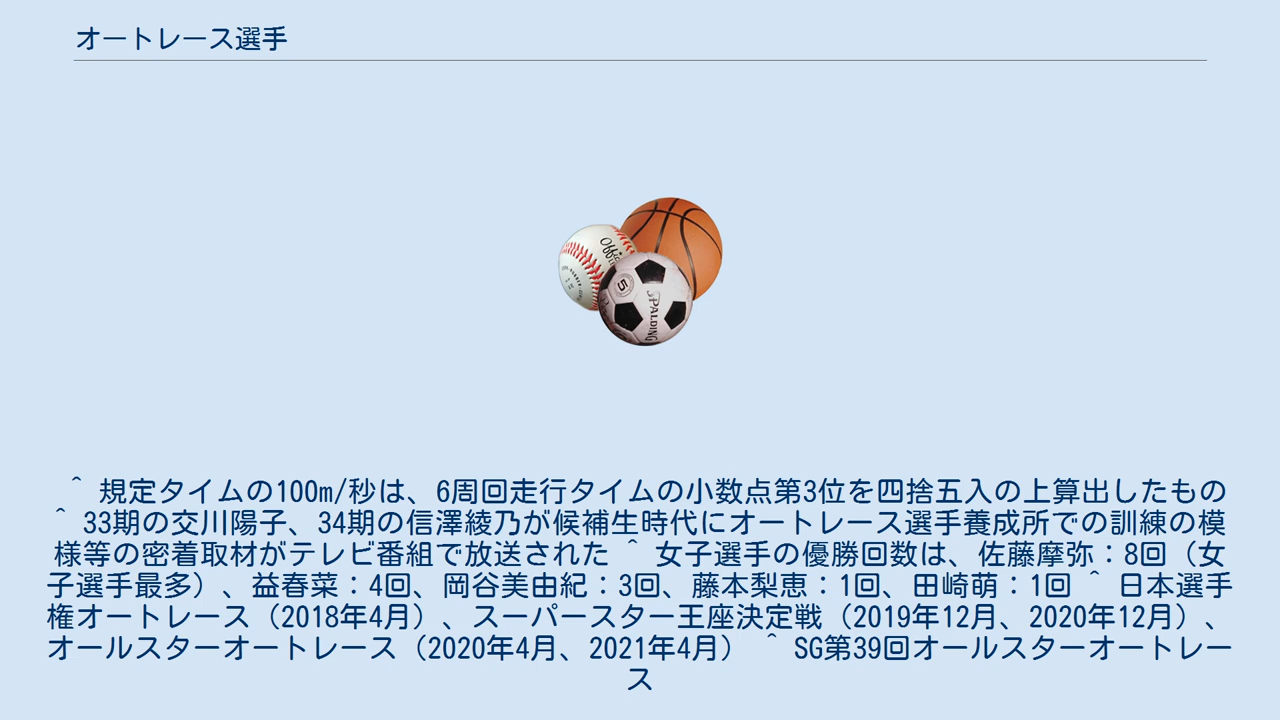 オートレース選手
Offic
5
SPALDING
^ 規定タイムの100m/秒は、6周回走行タイムの小数点第3位を四捨五入の上算出したもの
^ 33期の交川陽子、34期の信澤綾乃が候補生時代にオートレース選手養成所での訓練の模
様等の密着取材がテレビ番組で放送された ^ 女子選手の優勝回数は、佐藤摩弥：8回（女
子選手最多）、益春菜：4回、岡谷美由紀：3回、藤本梨恵：1回、田崎萌：1回 ^ 日本選手
権オートレース（2018年4月）、スーパースター王座決定戦（2019年12月、2020年12月）、
オールスターオートレース（2020年4月、2021年4月） ^ SG第39回オールスターオートレー
ス